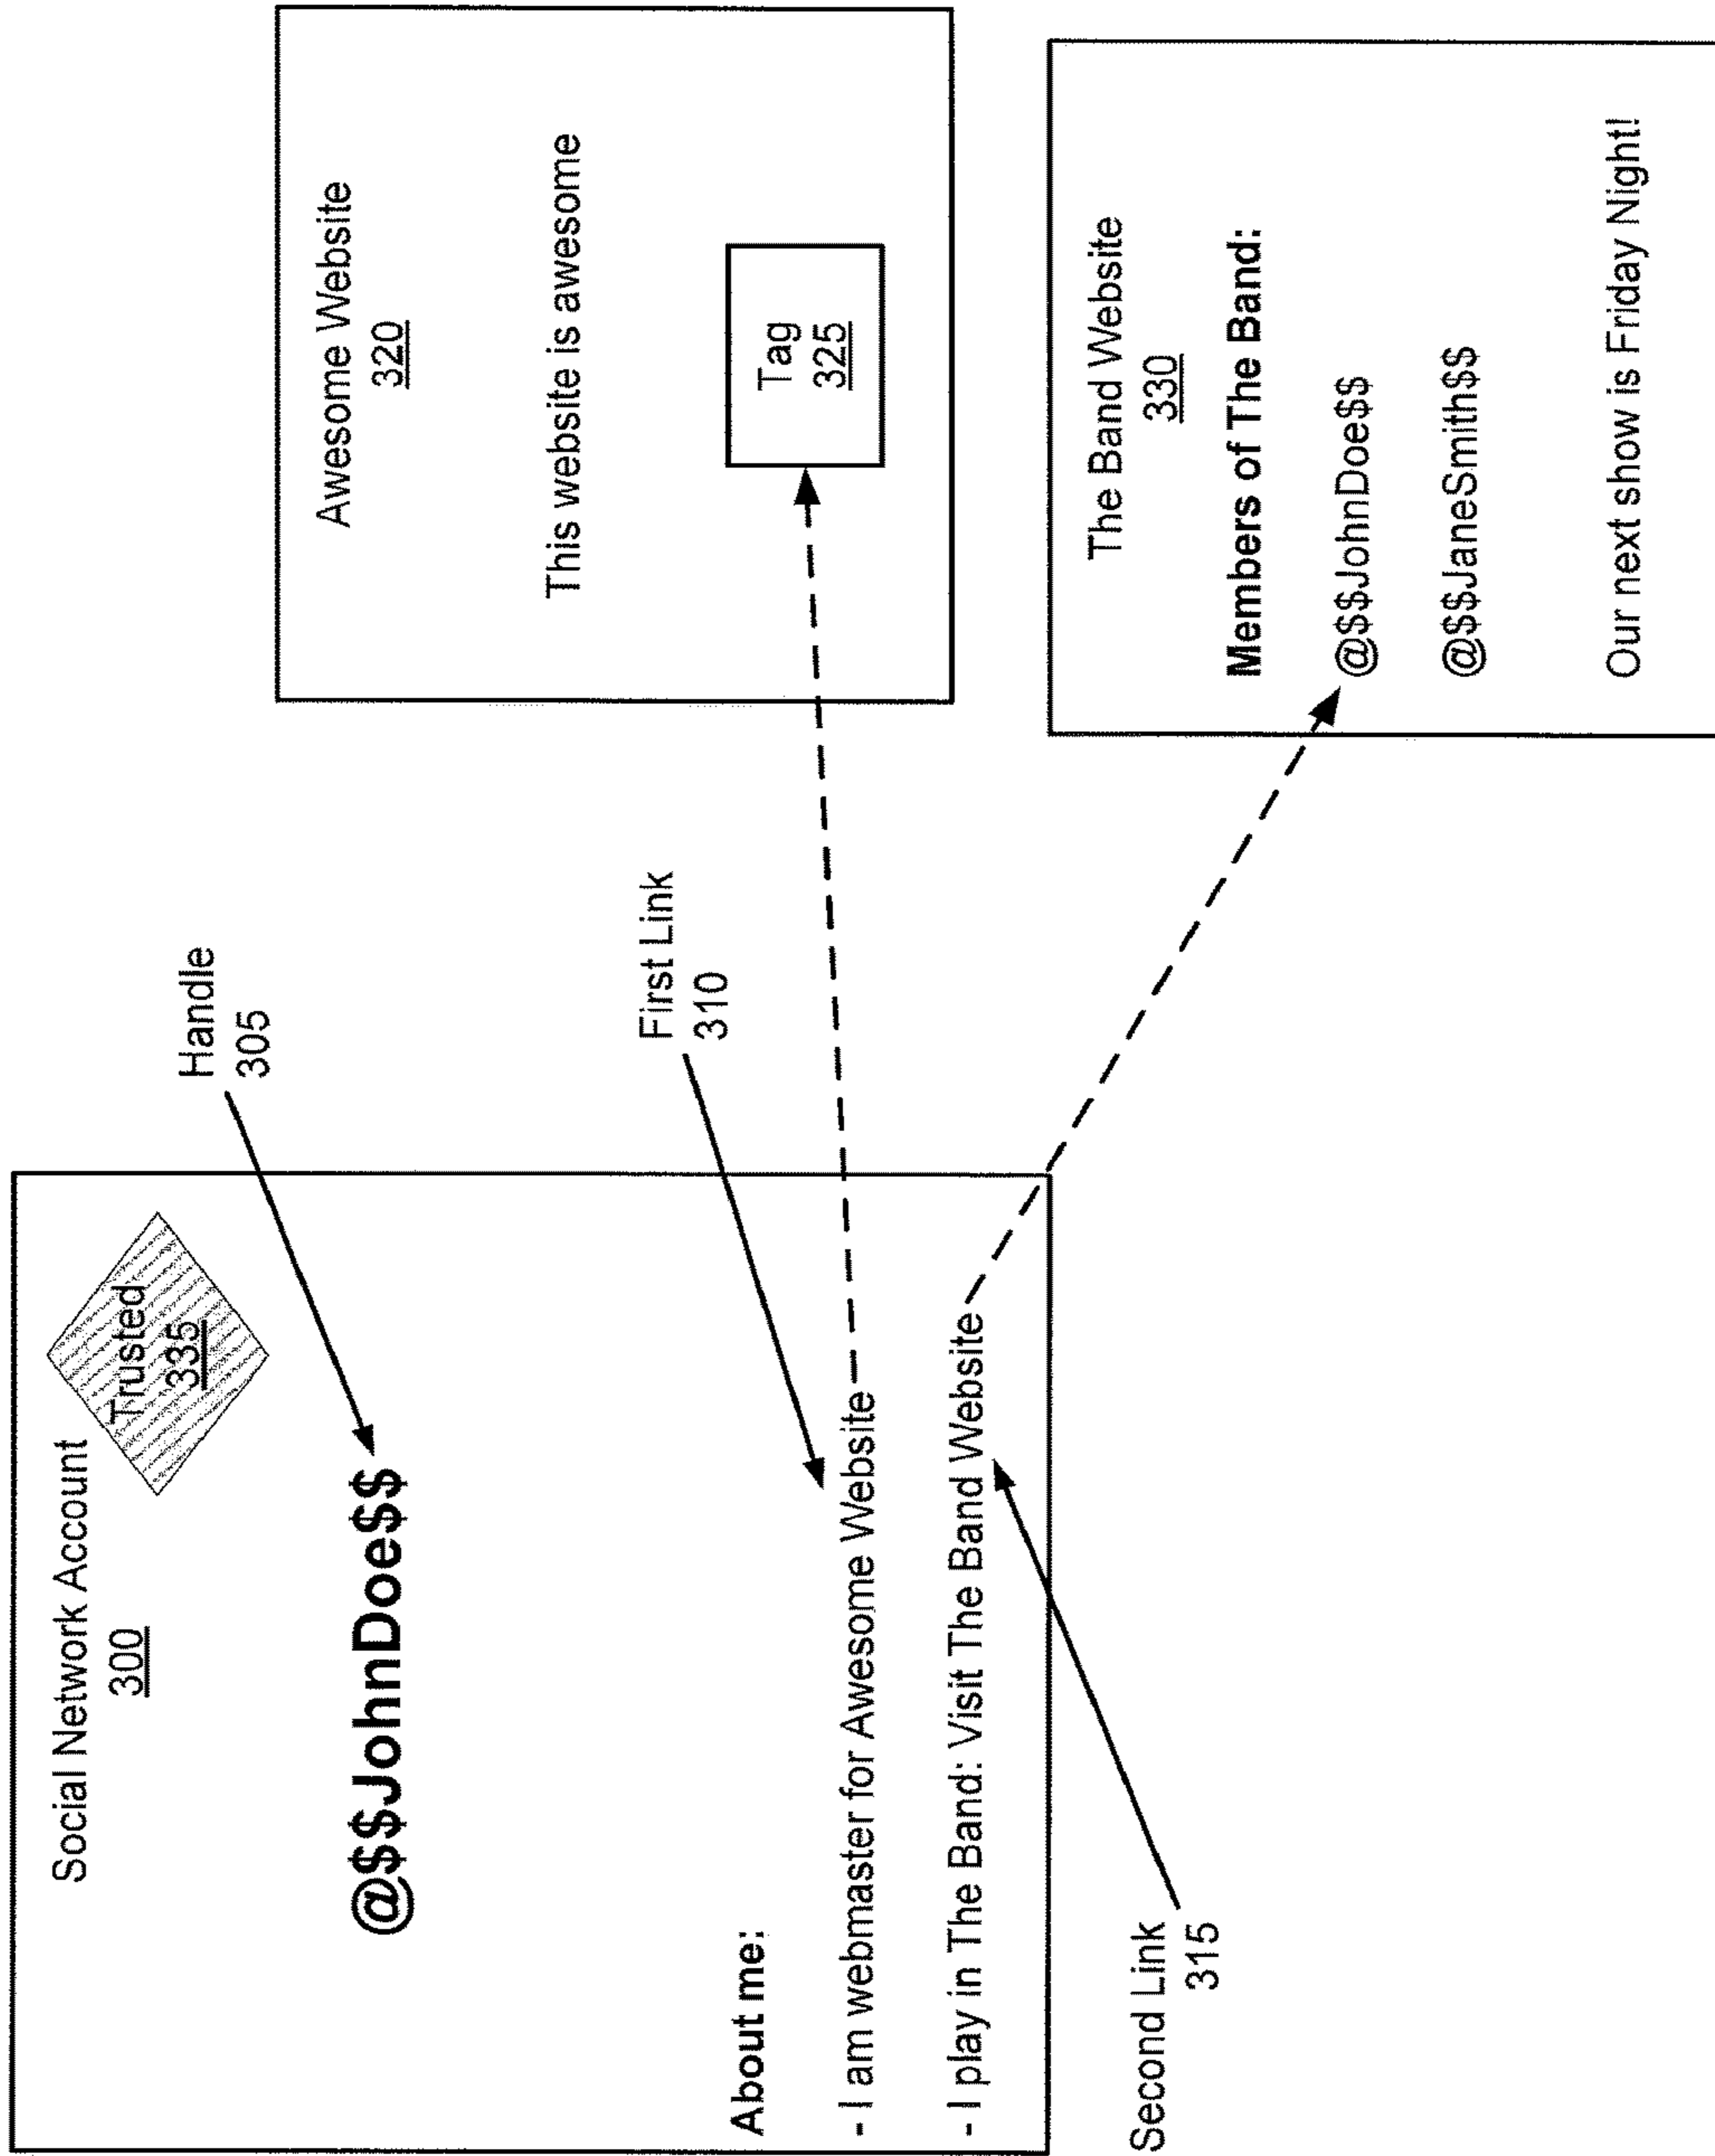 Social Network Account
300
Trusted
335
@$$JohnDoe$$
About me:
- I am webmaster for Awesome Website
- I play in The Band: Visit The Band Website
Handle
305
First Link
310
Second Link
315
Awesome Website
320
This website is awesome
Tag
325
The Band Website
330
Members of The Band:
@$$JohnDoe$$
@$$JaneSmith$$
Our next show is Friday Night!